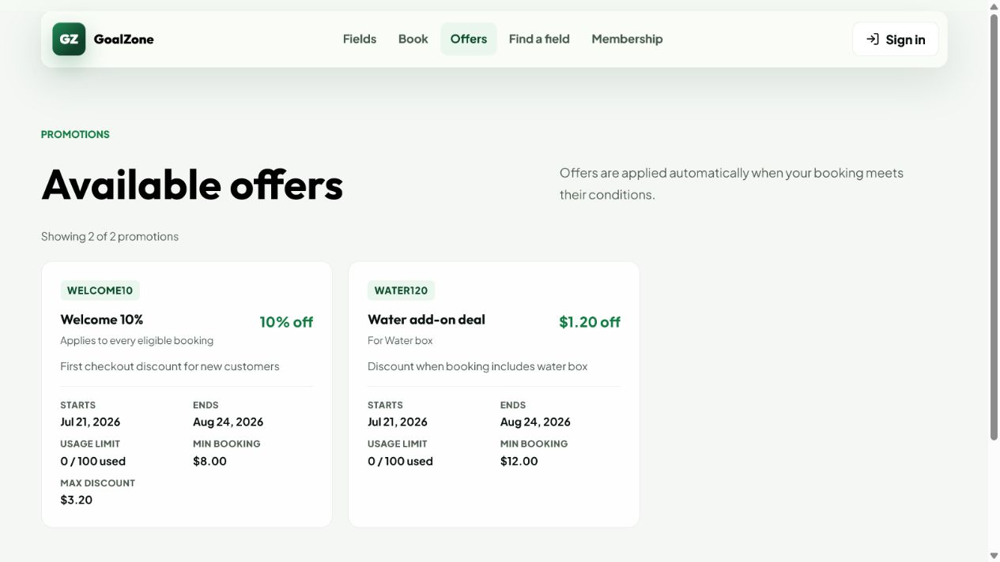 GZ GoalZone Fields Book Offers Find a field Membership Sign in
PROMOTIONS
Available offers
Offers are applied automatically when your booking meets
their conditions.
Showing 2 of 2 promotions
WELCOME10
Welcome 10% 10% off
Applies to every eligible booking
First checkout discount for new customers
STARTS ENDS
Jul 21, 2026 Aug 24, 2026
USAGE LIMIT MIN BOOKING
0 / 100 used $8.00
MAX DISCOUNT
$3.20
WATER120
Water add-on deal $1.20 off
For Water box
Discount when booking includes water box
STARTS ENDS
Jul 21, 2026 Aug 24, 2026
USAGE LIMIT MIN BOOKING
0 / 100 used $12.00